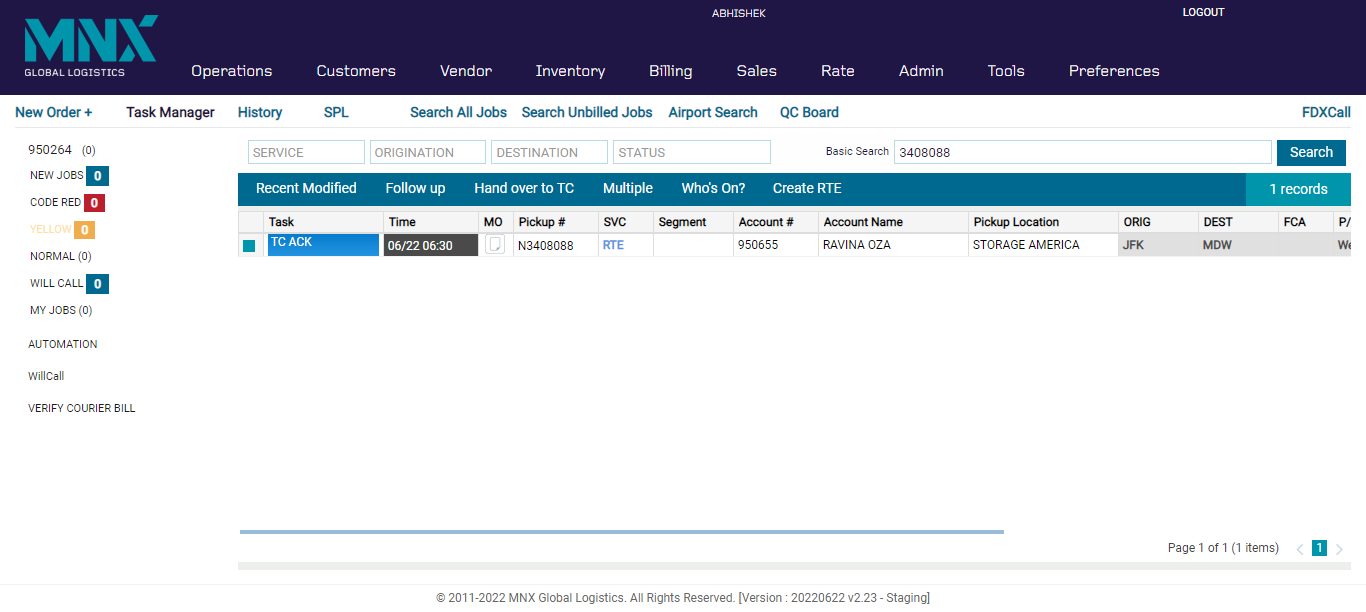 ABHISHEK
LOGOUT
MNX
GLOBAL LOGISTICS
Operations Customers Vendor Inventory Billing Sales Rate Admin Tools Preferences
New Order + Task Manager History SPL Search All Jobs Search Unbilled Jobs Airport Search QC Board FDXCall
950264 (0)
NEW JOBS 0
CODE RED 0
YELLOW 0
NORMAL (0)
WILL CALL 0
MY JOBS (0)
AUTOMATION
WillCall
VERIFY COURIER BILL
SERVICE ORIGINATION DESTINATION STATUS Basic Search 3408088 Search
Recent Modified Follow up Hand over to TC Multiple Who's On? Create RTE 1 records
Task Time MO Pickup # SVC Segment Account # Account Name Pickup Location ORIG DEST FCA P/
TC ACK 06/22 06:30 N3408088 RTE 950655 RAVINA OZA STORAGE AMERICA JFK MDW We
Page 1 of 1 (1 items) 1
© 2011-2022 MNX Global Logistics. All Rights Reserved. [Version : 20220622 v2.23 - Staging]